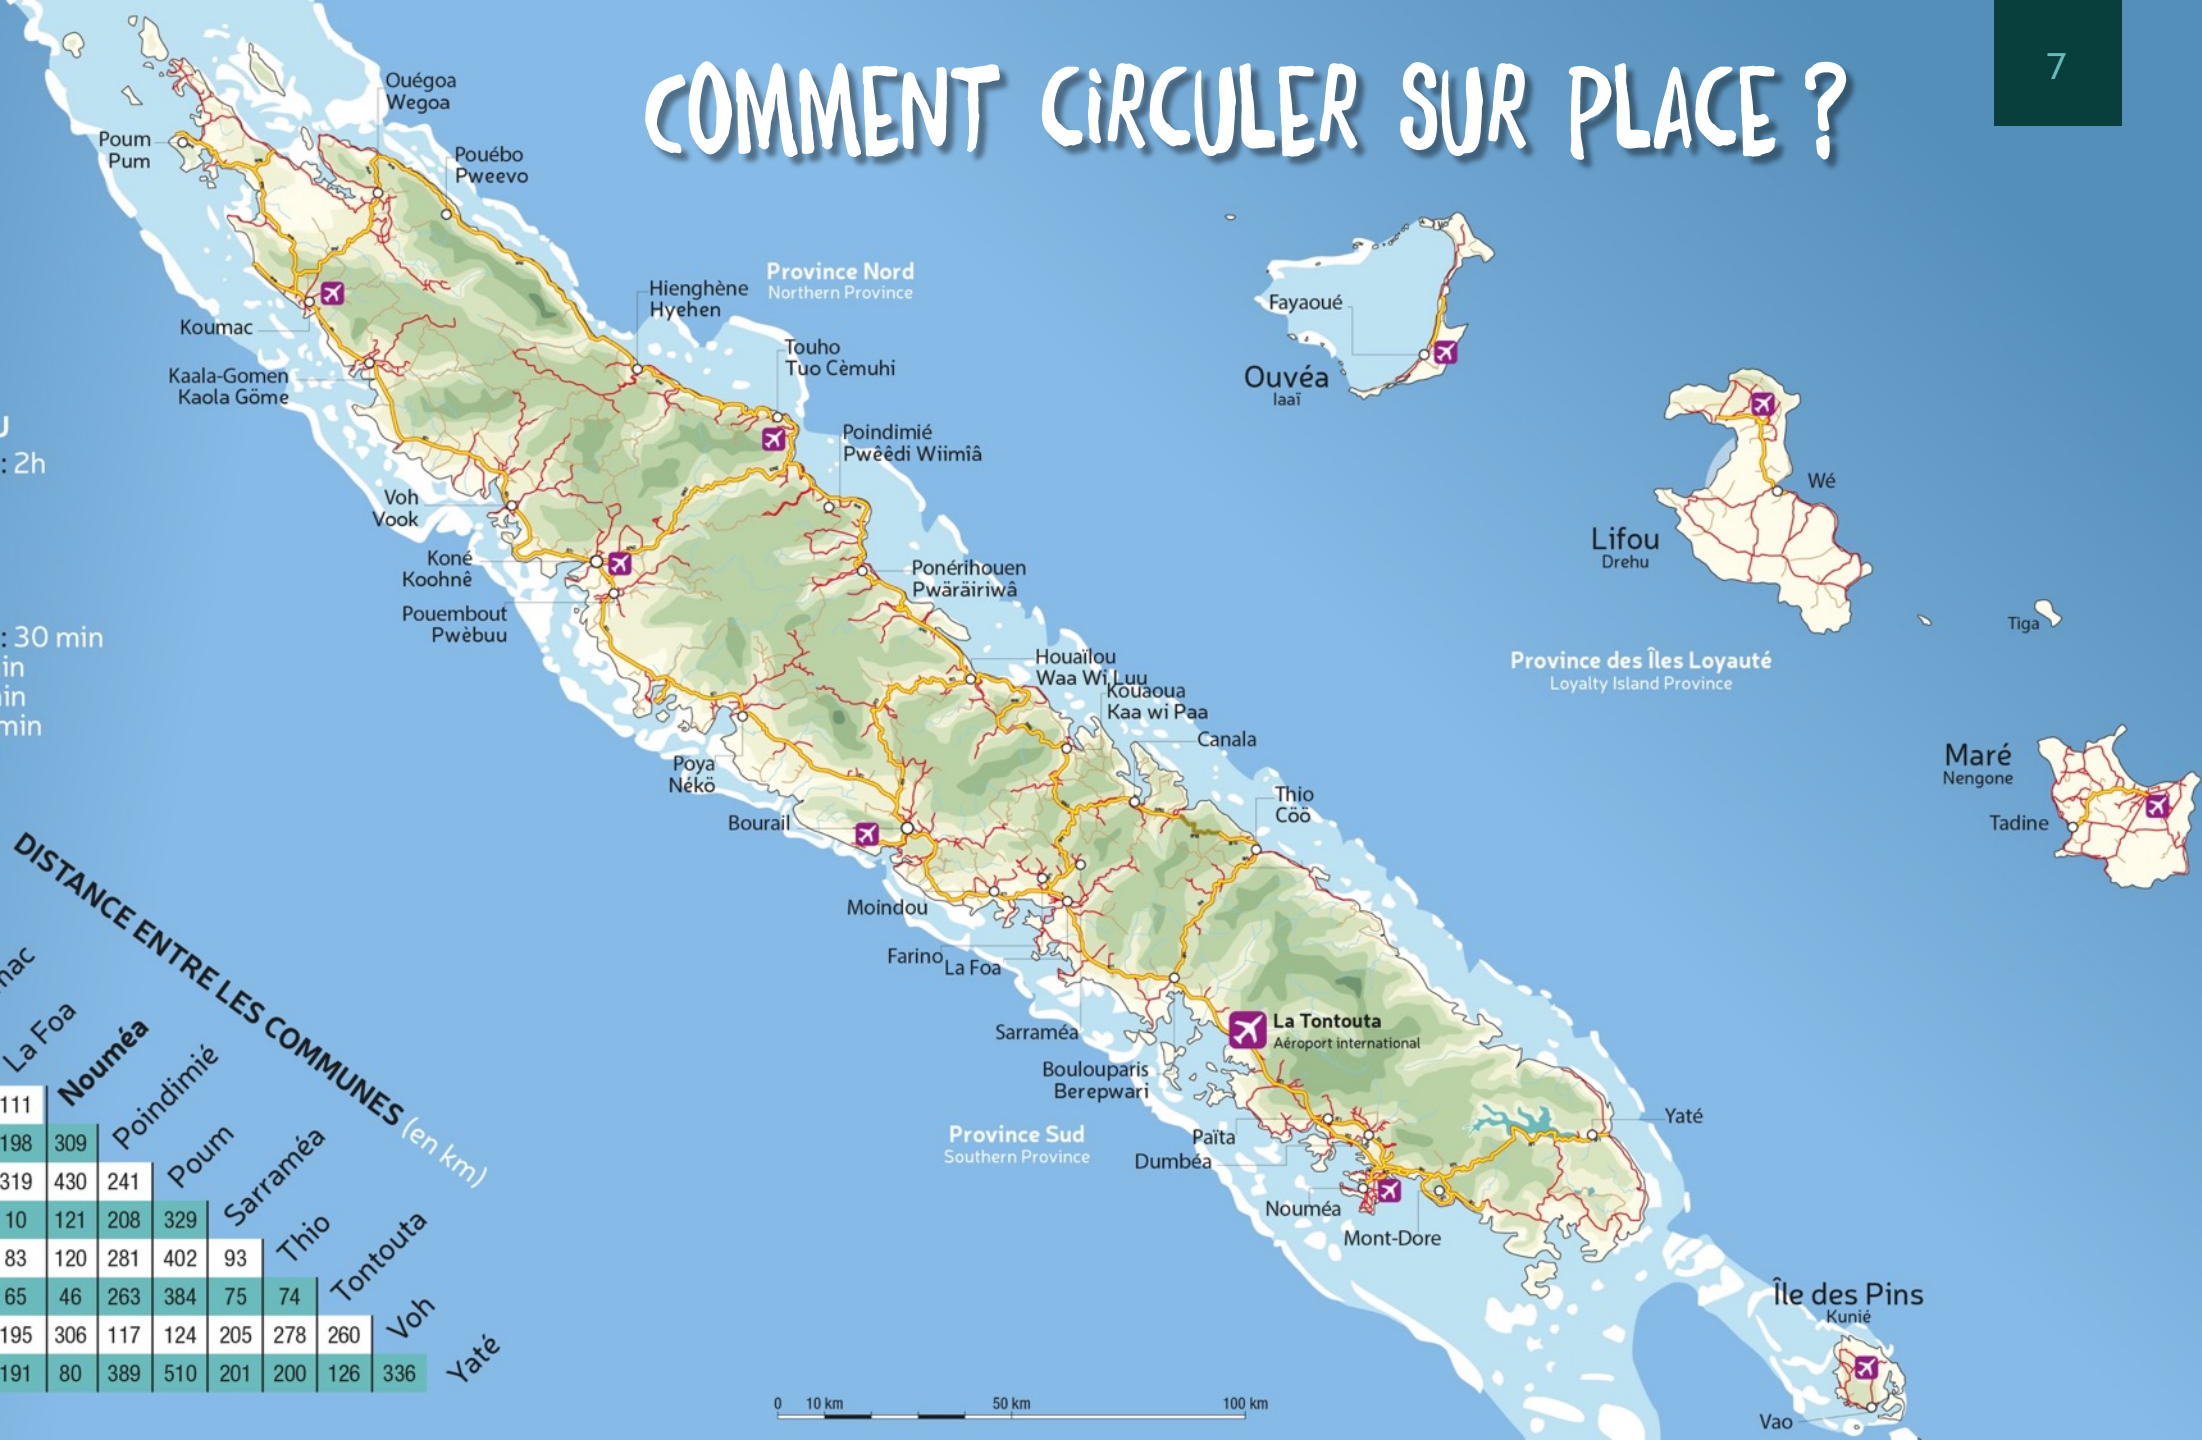 COMMENT CiRCULER SUR PLACE ?
7
Ouégoa
Wegoa
Poum
Pum
Pouébo
Pweevo
Province Nord
Northern Province
Hienghène
Hyehen
Fayaoué
Koumac
Touho
Tuo Cèmuhi
Kaala-Gomen
Kaola Göme
Ouvéa
Iaaï
Poindimié
Pwêêdi Wiimîâ
: 2h
Wé
Voh
Vook
Lifou
Drehu
Koné
Koohnê
Ponérihouen
Pwäräiriwâ
Pouembout
Pwèbuu
Tiga
: 30 min
in
in
min
Houaïlou
Waa Wi Luu
Province des Îles Loyauté
Loyalty Island Province
Kouaoua
Kaa wi Paa
Canala
Poya
Nékö
Maré
Nengone
Thio
Cöö
Bourail
Tadine
Moindou
Farino
La Foa
Sarraméa
La Tontouta
Aéroport international
Boulouparis
Berepwari
Province Sud
Southern Province
Païta
Dumbéa
Yaté
Nouméa
Mont-Dore
Île des Pins
Kunié
Vao
DISTANCE ENTRE LES COMMUNES (en km)
mac
La Foa
Nouméa
Poindimié
Poum
Sarraméa
Thio
Tontouta
Voh
Yaté
111
198 309
319 430 241
10 121 208 329
83 120 281 402 93
65 46 263 384 75 74
195 306 117 124 205 278 260
191 80 389 510 201 200 126 336
0 10 km 50 km 100 km